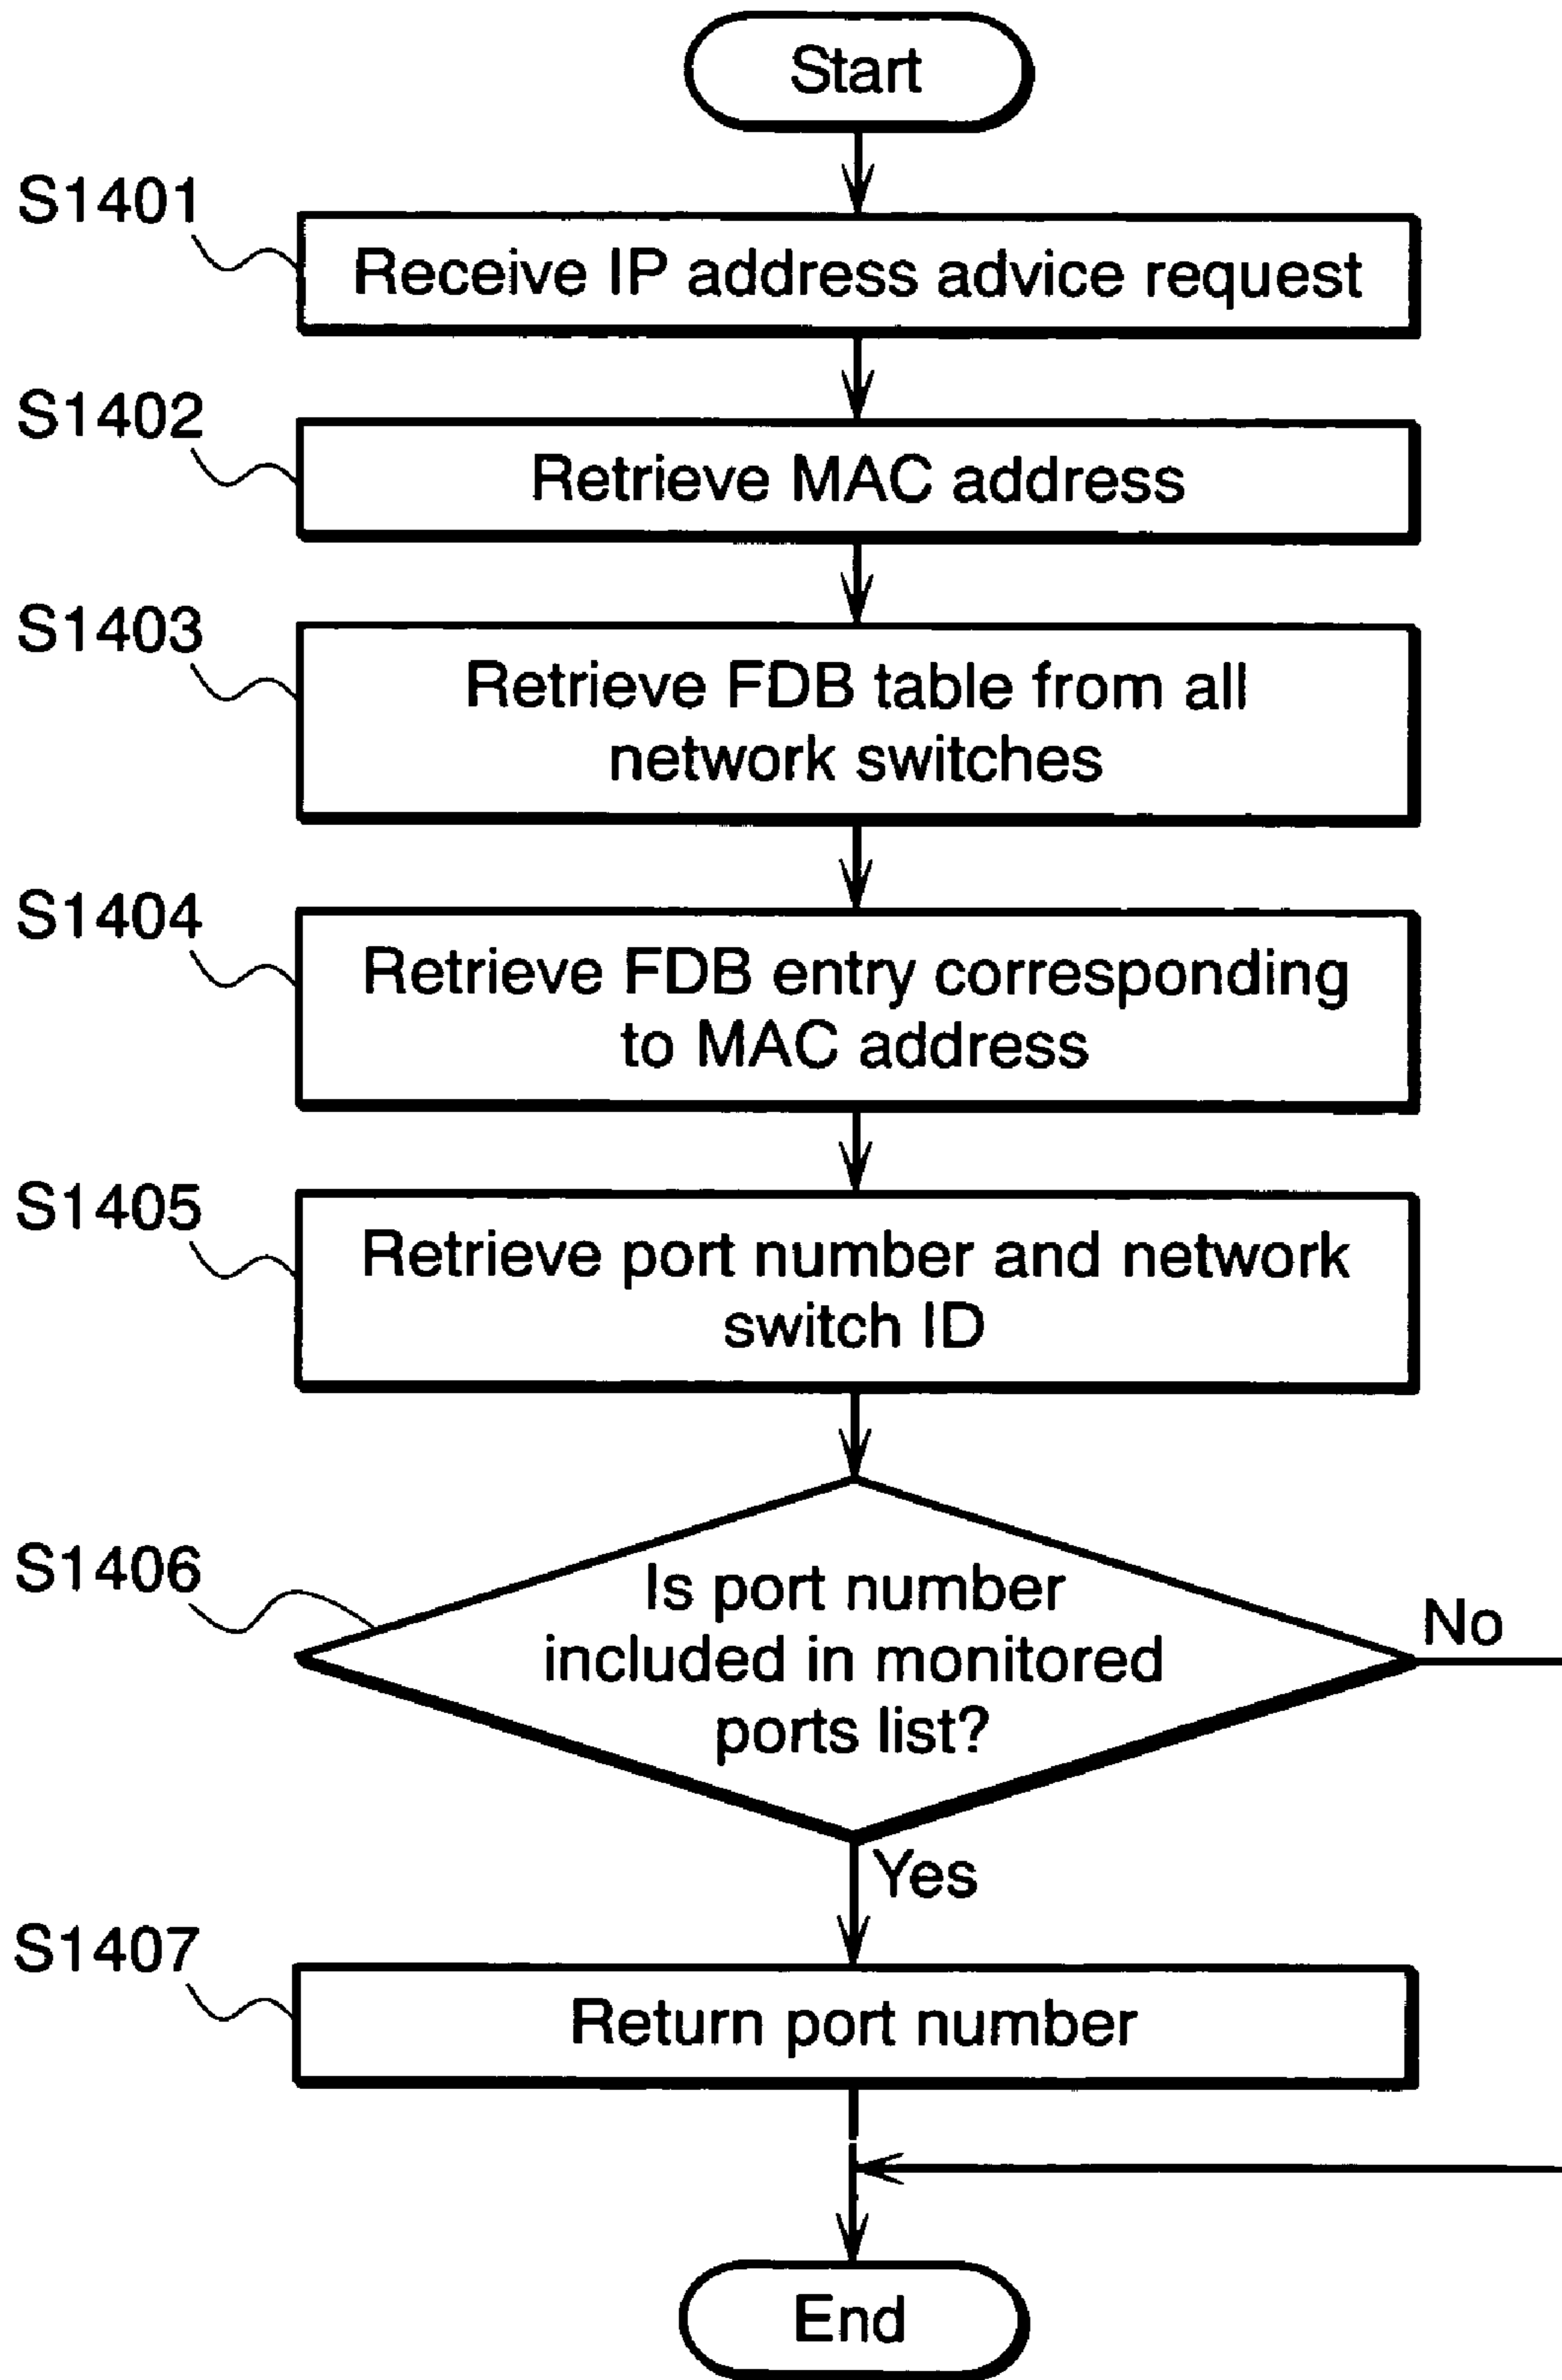 Start
S1401
Receive IP address advice request
S1402
Retrieve MAC address
S1403
Retrieve FDB table from all
network switches
S1404
Retrieve FDB entry corresponding
to MAC address
S1405
Retrieve port number and network
switch ID
S1406
Is port number
included in monitored
ports list?
No
Yes
S1407
Return port number
End